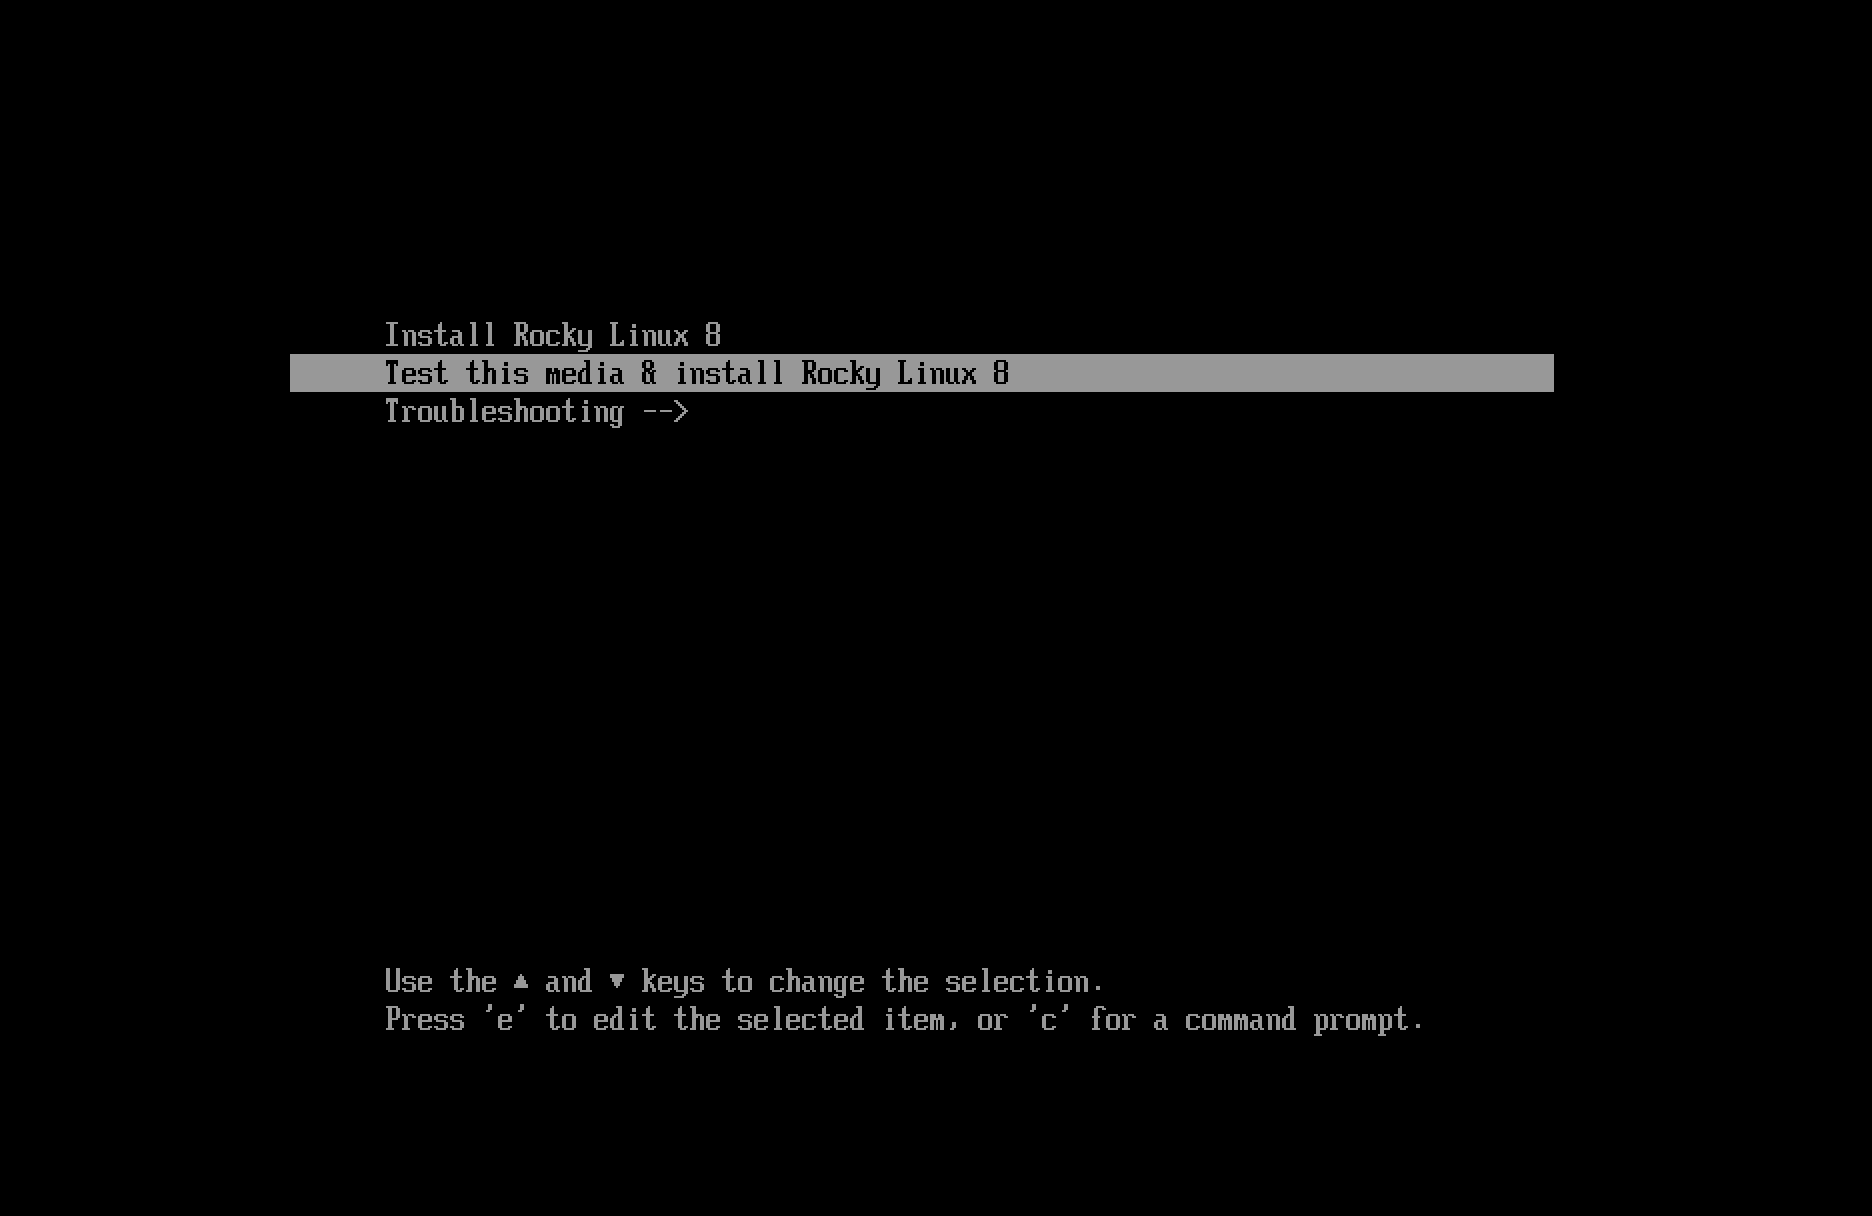 Install Rocky Linux 8
Test this media & install Rocky Linux 8
Troubleshooting -->
Use the ▲ and ▼ keys to change the selection.
Press 'e' to edit the selected item, or 'c' for a command prompt.